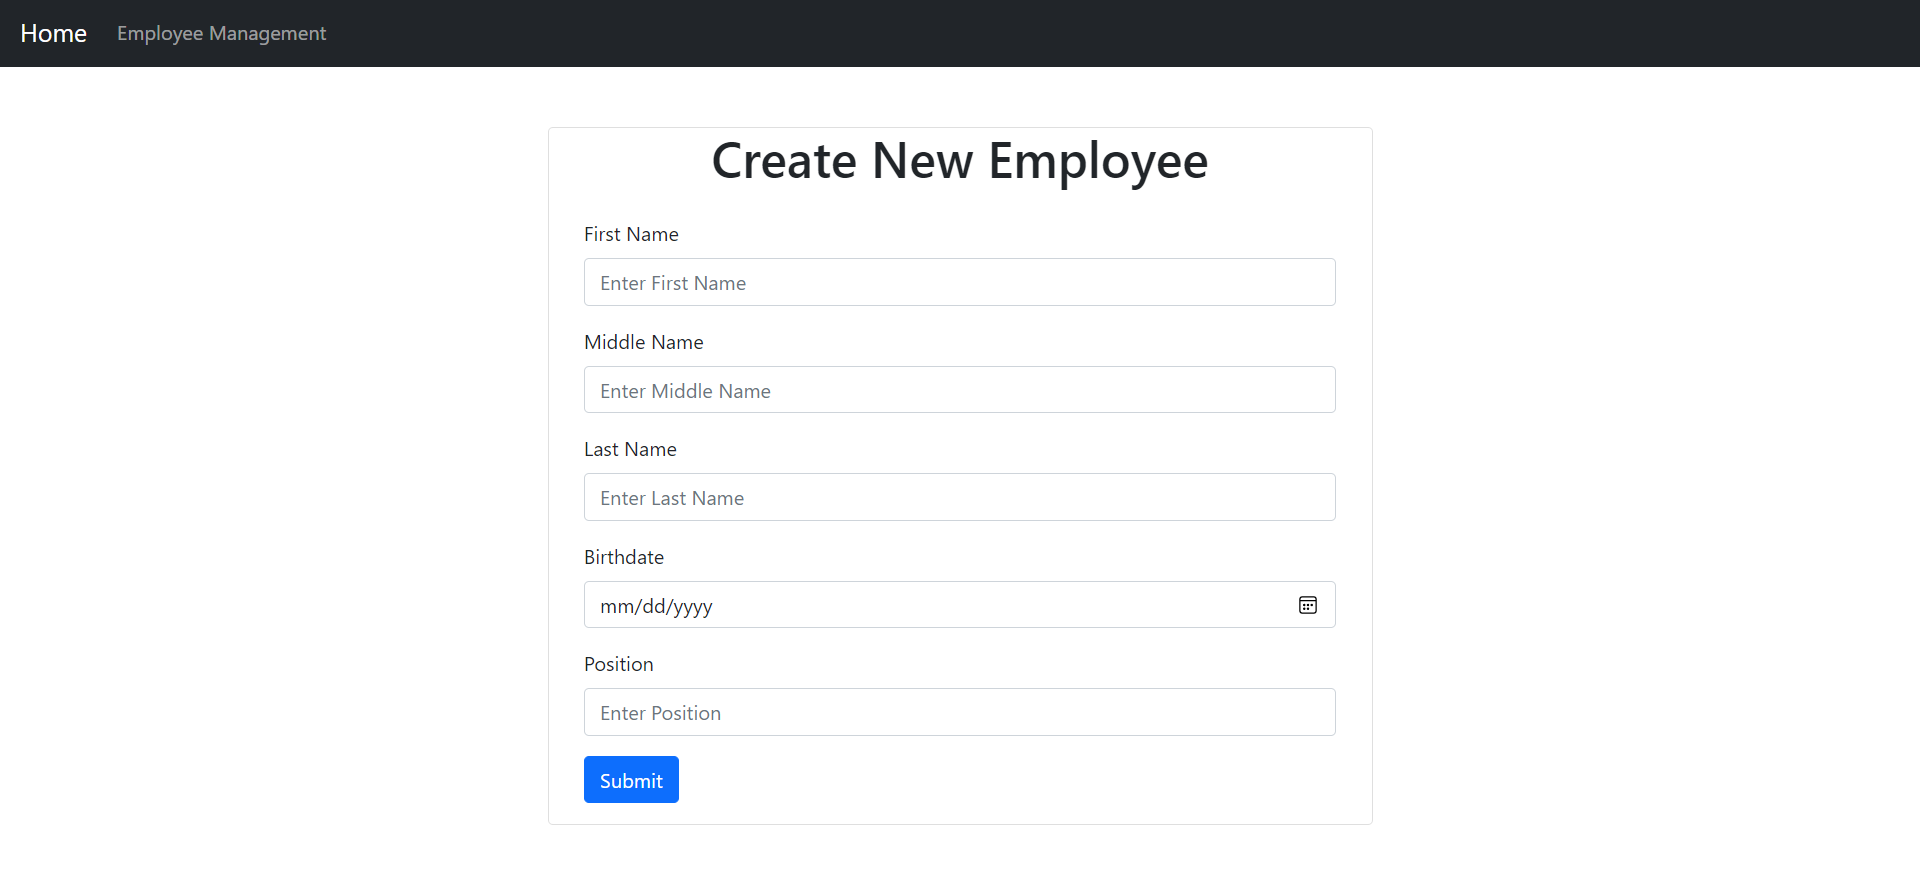 Home Employee Management
Create New Employee
First Name
Enter First Name
Middle Name
Enter Middle Name
Last Name
Enter Last Name
Birthdate
mm/dd/yyyy
Position
Enter Position
Submit